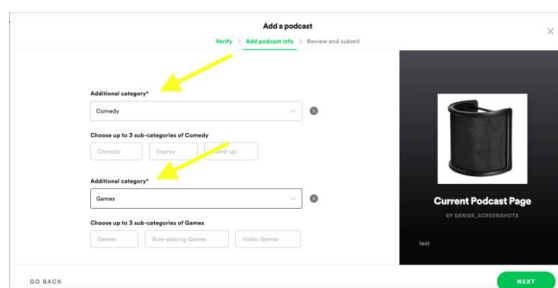 Add a podcast
Verify > Add podcast info > Review and submit
Additional category*
Comedy
Choose up to 3 sub-categories of Comedy
Comedy Improv
Additional category*
Games
Choose up to 3 sub-categories of Games
Games Role-playing Games Video Games
Current Podcast Page
BY DENISE_SCREENSHOTS
test
GO BACK NEXT